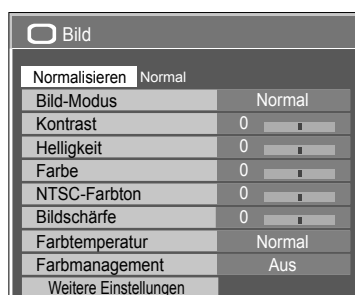 Bild
Normalisieren Normal
Bild-Modus Normal
Kontrast 0
Helligkeit 0
Farbe 0
NTSC-Farbton 0
Bildschärfe 0
Farbtemperatur Normal
Farbmanagement Aus
Weitere Einstellungen